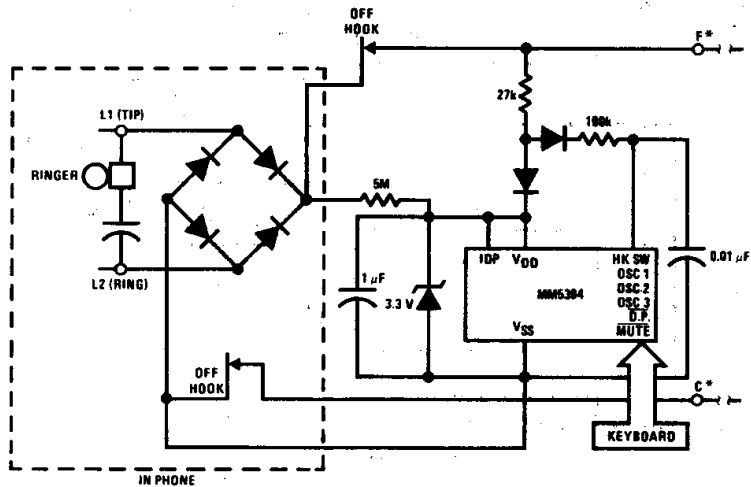 OFF
HOOK
F*
27k
100k
L1 (TIP)
RINGER
5M
L2 (RING)
1 μF
3.3 V
IDP
VDD
HK SW
OSC 1
OSC 2
OSC 3
D.P.
MUTE
MM5394
VSS
0.01 μF
OFF
HOOK
C*
KEYBOARD
IN PHONE